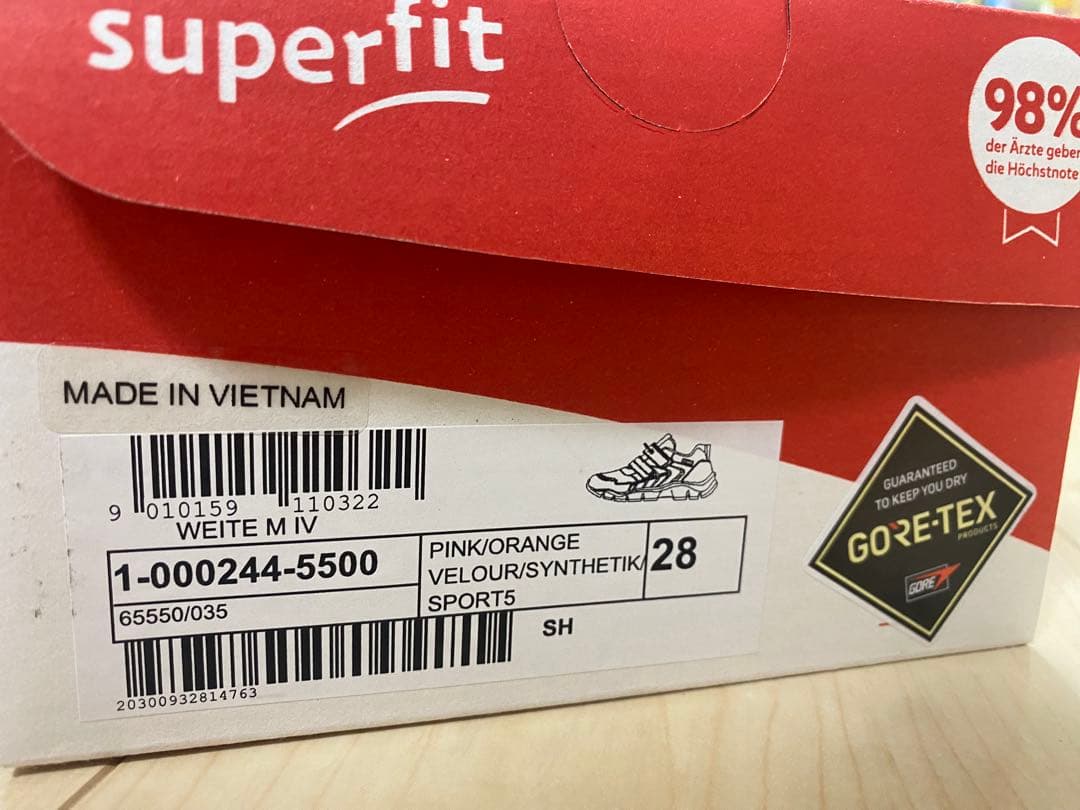 superfit
98%
der Ärzte geben
die Höchstnote
MADE IN VIETNAM
9 010159 110322
WEITE M IV
1-000244-5500
65550/035
PINK/ORANGE
VELOUR/SYNTHETIK/
SPORT5
28
SH
20300932814763
GUARANTEED
TO KEEP YOU DRY
GORE-TEX
PRODUCTS
GORE